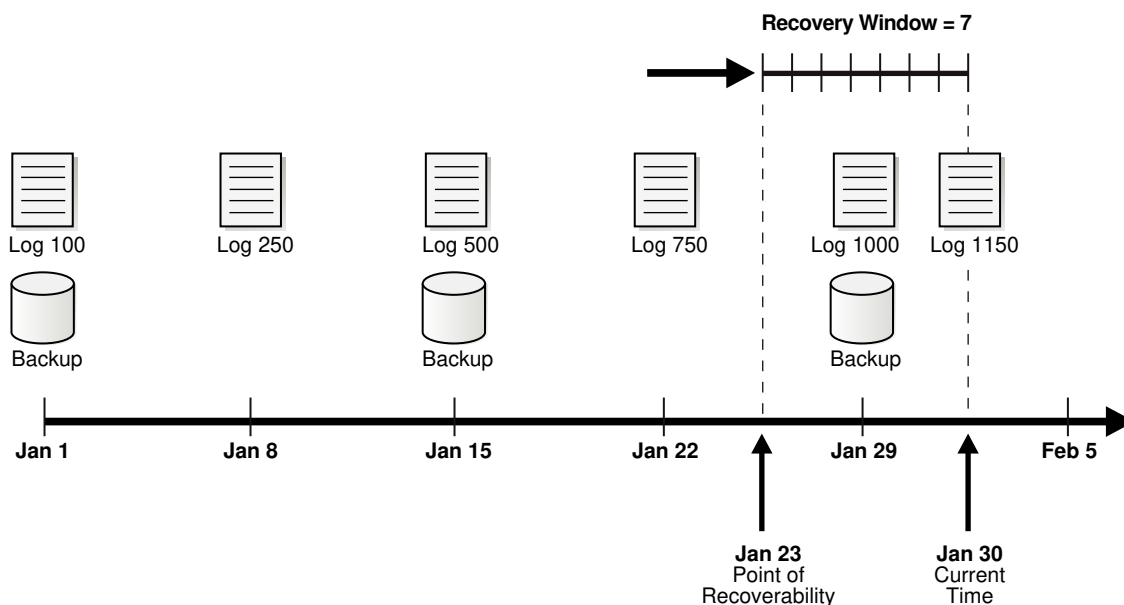 Recovery Window = 7
Log 100
Log 250
Log 500
Log 750
Log 1000
Log 1150
Backup
Backup
Backup
Jan 1
Jan 8
Jan 15
Jan 22
Jan 29
Feb 5
Jan 23
Point of
Recoverability
Jan 30
Current
Time